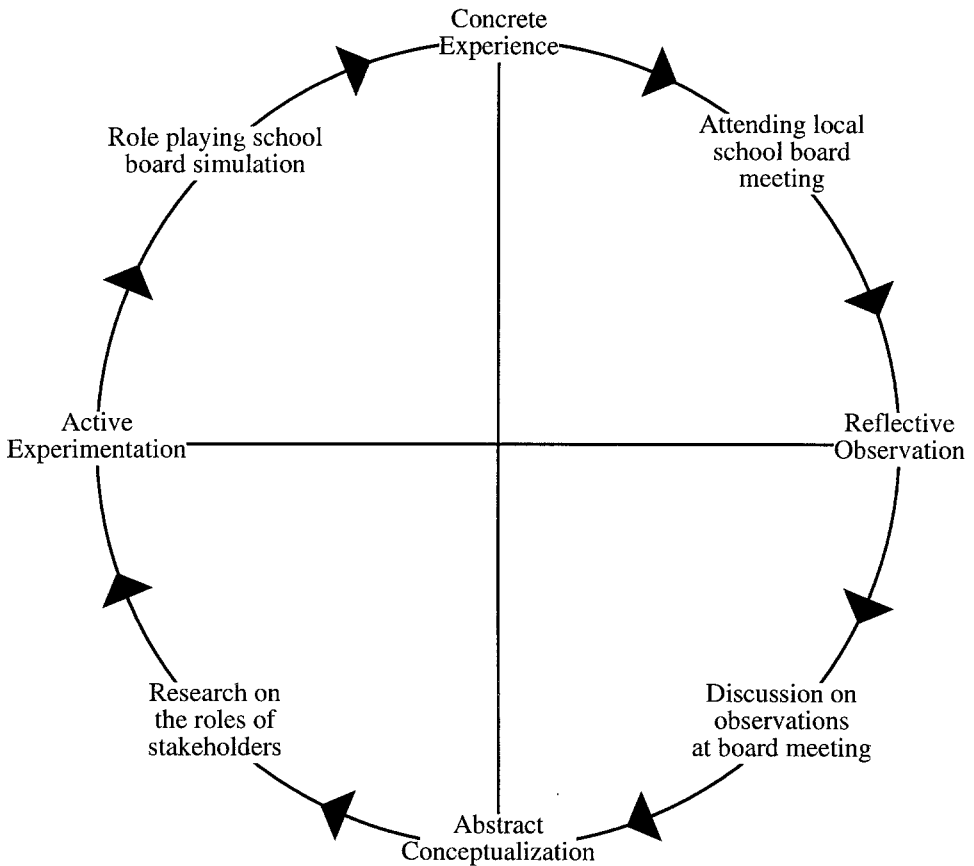 Concrete
Experience
Role playing school
board simulation
Attending local
school board
meeting
Active
Experimentation
Reflective
Observation
Research on
the roles of
stakeholders
Discussion on
observations
at board meeting
Abstract
Conceptualization